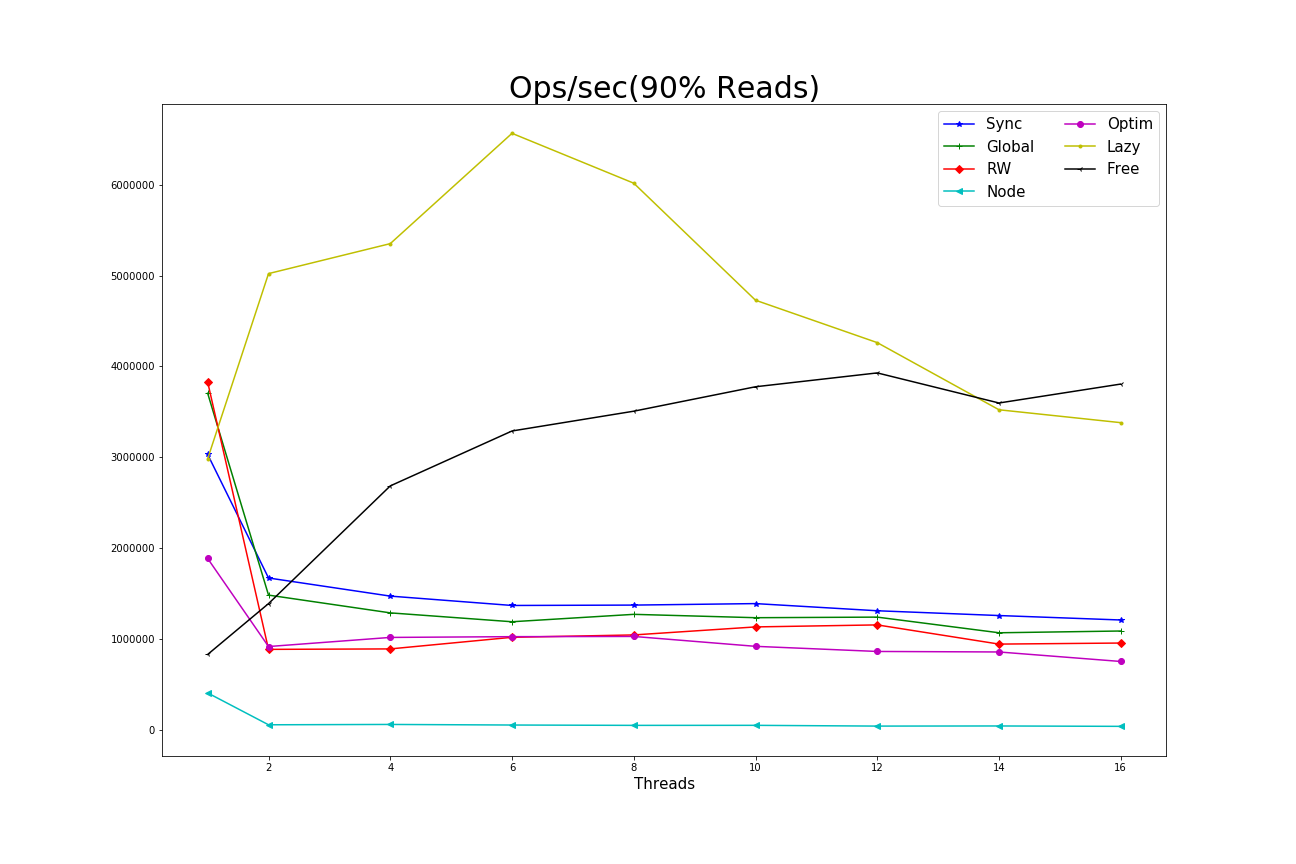 Ops/sec(90% Reads)
Sync
Global
RW
Node
Optim
Lazy
Free
6000000
5000000
4000000
3000000
2000000
1000000
0
2 4 6 8 10 12 14 16
Threads